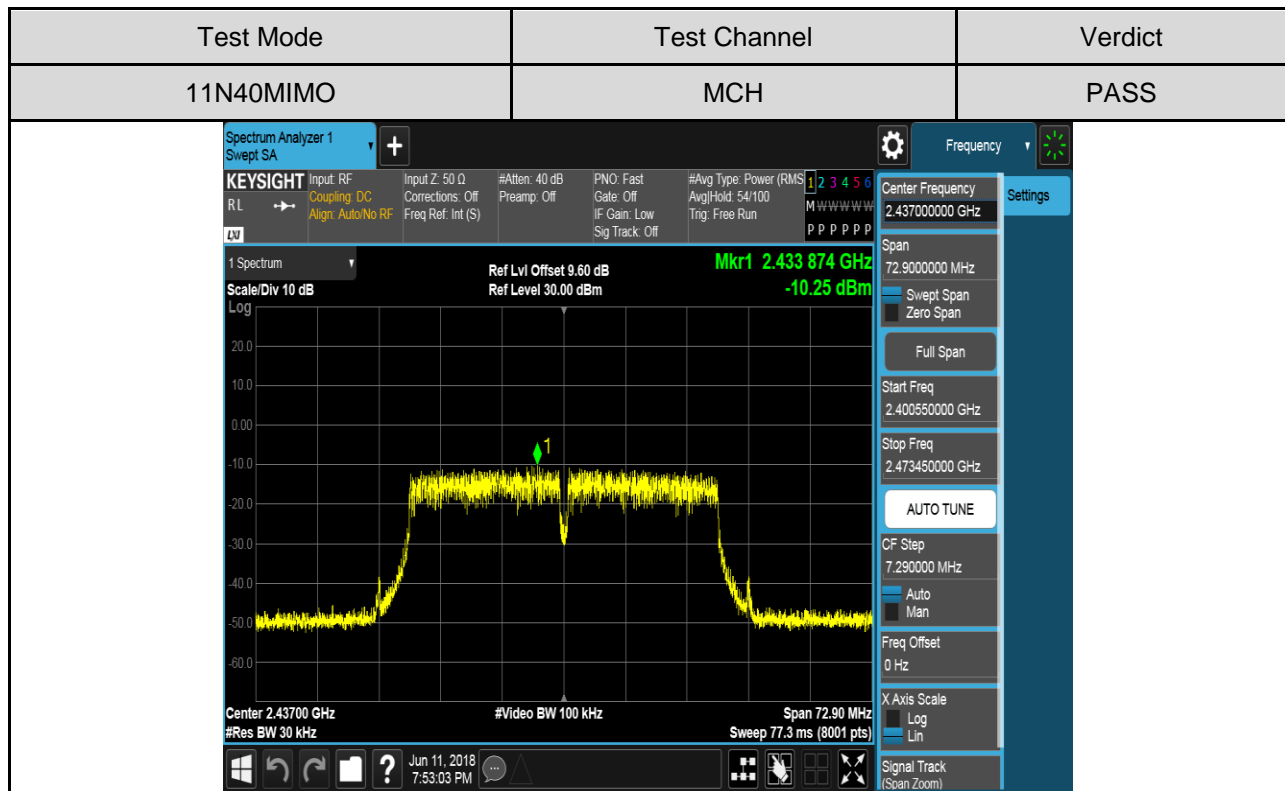 Test Mode Test Channel Verdict
11N40MIMO MCH PASS
Spectrum Analyzer 1
Swept SA
+
Frequency
KEYSIGHT
RL
LXI
Input: RF
Coupling: DC
Align: Auto/No RF
Input Z: 50 Ω
Corrections: Off
Freq Ref: Int (S)
#Atten: 40 dB
Preamp: Off
PNO: Fast
Gate: Off
IF Gain: Low
Sig Track: Off
#Avg Type: Power (RMS
Avg|Hold: 54/100
Trig: Free Run
1 2 3 4 5 6
M W W W W W
P P P P P P
1 Spectrum
Scale/Div 10 dB
Log
Ref Lvl Offset 9.60 dB
Ref Level 30.00 dBm
Mkr1 2.433 874 GHz
-10.25 dBm
20.0
10.0
0.00
-10.0
-20.0
-30.0
-40.0
-50.0
-60.0
1
Center 2.43700 GHz
#Res BW 30 kHz
#Video BW 100 kHz
Span 72.90 MHz
Sweep 77.3 ms (8001 pts)
?
Jun 11, 2018
7:53:03 PM
Center Frequency
2.437000000 GHz
Span
72.9000000 MHz
Swept Span
Zero Span
Full Span
Start Freq
2.400550000 GHz
Stop Freq
2.473450000 GHz
AUTO TUNE
CF Step
7.290000 MHz
Auto
Man
Freq Offset
0 Hz
X Axis Scale
Log
Lin
Signal Track
(Span Zoom)
Settings